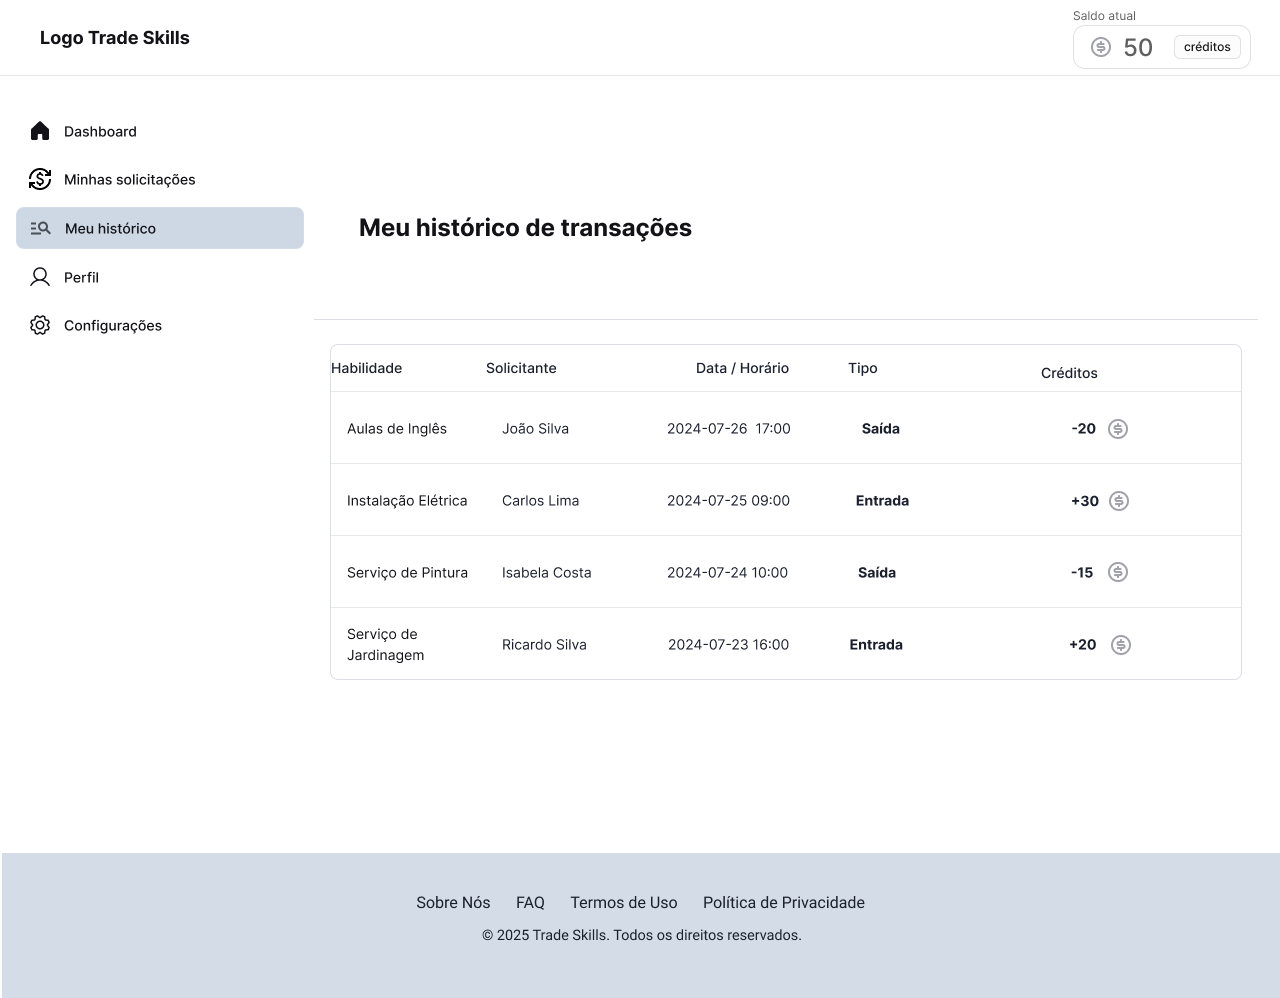 Logo Trade Skills
Saldo atual
50 créditos
Dashboard
Minhas solicitações
Meu histórico
Perfil
Configurações
Meu histórico de transações
Habilidade Solicitante Data / Horário Tipo Créditos
Aulas de Inglês João Silva 2024-07-26 17:00 Saída -20
Instalação Elétrica Carlos Lima 2024-07-25 09:00 Entrada +30
Serviço de Pintura Isabela Costa 2024-07-24 10:00 Saída -15
Serviço de
Jardinagem Ricardo Silva 2024-07-23 16:00 Entrada +20
Sobre Nós FAQ Termos de Uso Política de Privacidade
© 2025 Trade Skills. Todos os direitos reservados.